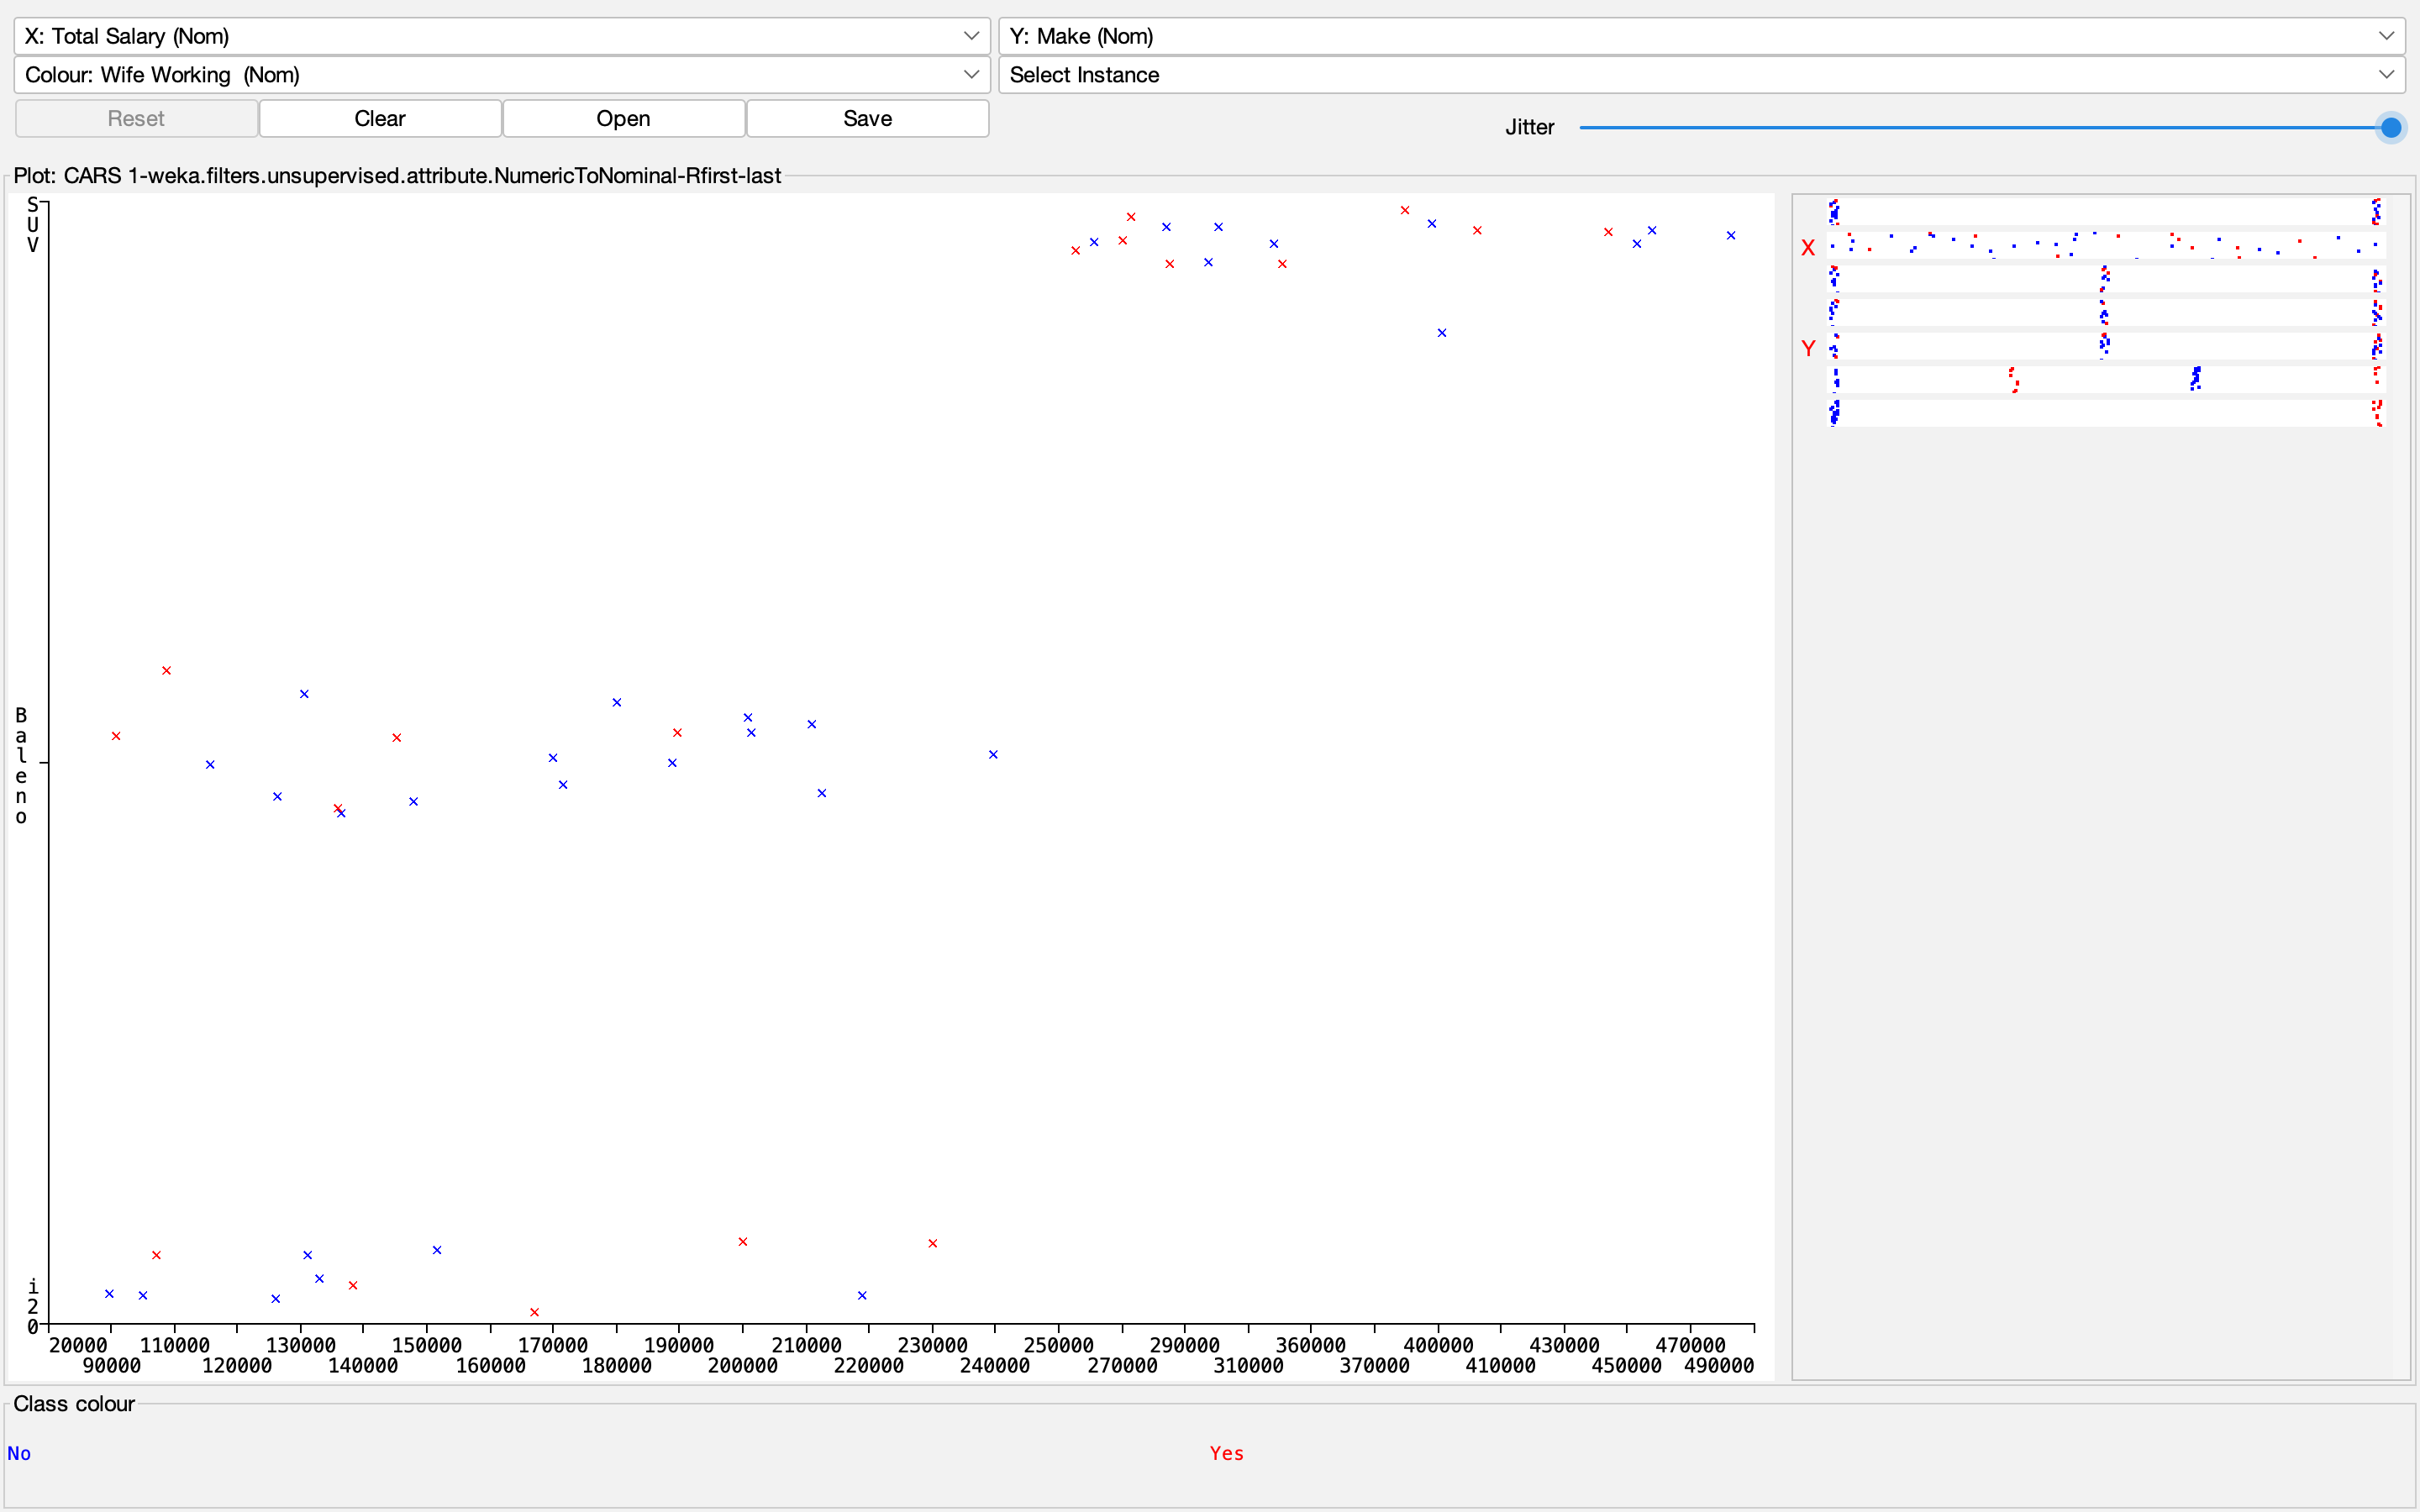 X: Total Salary (Nom)
Y: Make (Nom)
Colour: Wife Working  (Nom)
Select Instance
Reset
Clear
Open
Save
Jitter
Plot: CARS 1-weka.filters.unsupervised.attribute.NumericToNominal-Rfirst-last
SUV
Baleno
i20
X
Y
20000 110000 130000 150000 170000 190000 210000 230000 250000 290000 360000 400000 430000 470000
90000 120000 140000 160000 180000 200000 220000 240000 270000 310000 370000 410000 450000 490000
Class colour
No
Yes